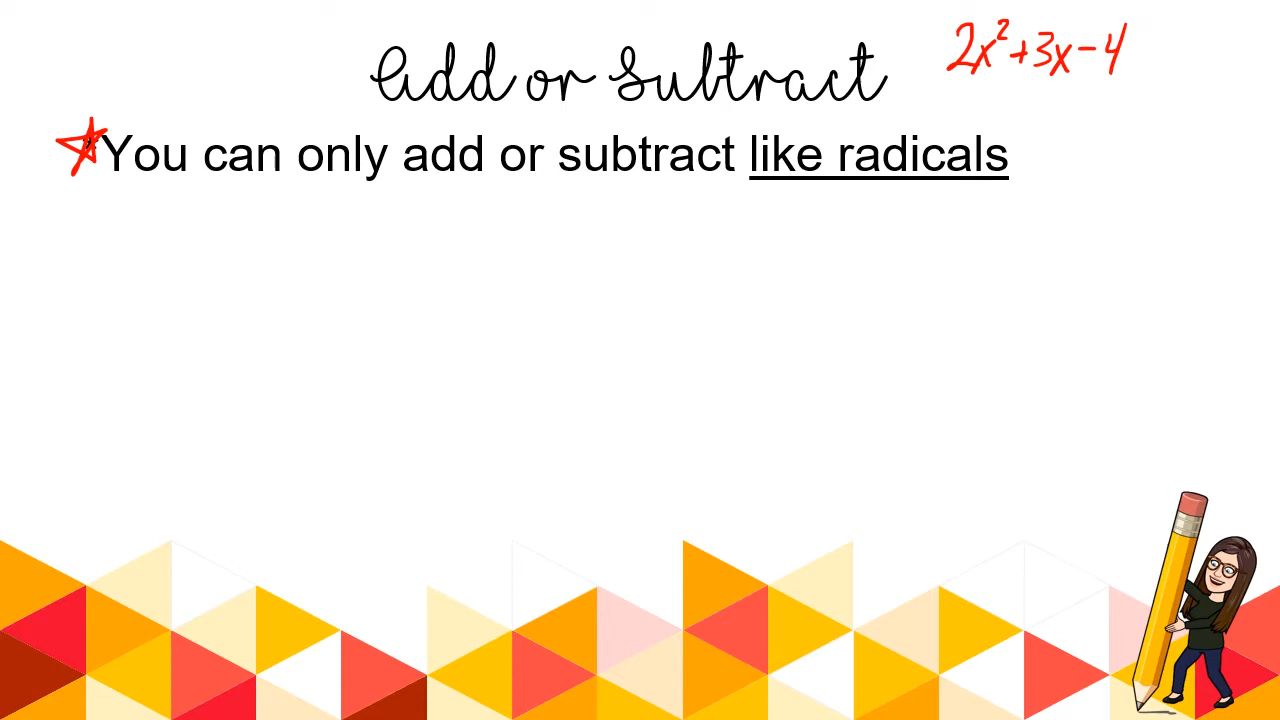 Add or Subtract
2x²+3x-4
You can only add or subtract like radicals